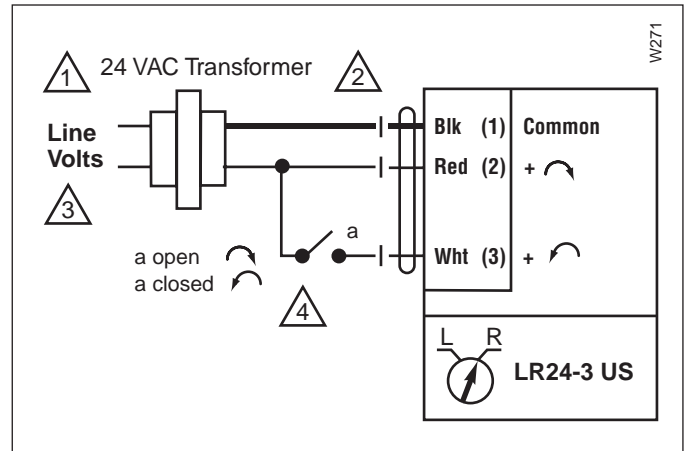 W271
1 24 VAC Transformer 2
Line
Volts
3
Blk (1) Common
Red (2) +
a
a open
a closed
Wht (3) +
4
L R
LR24-3 US